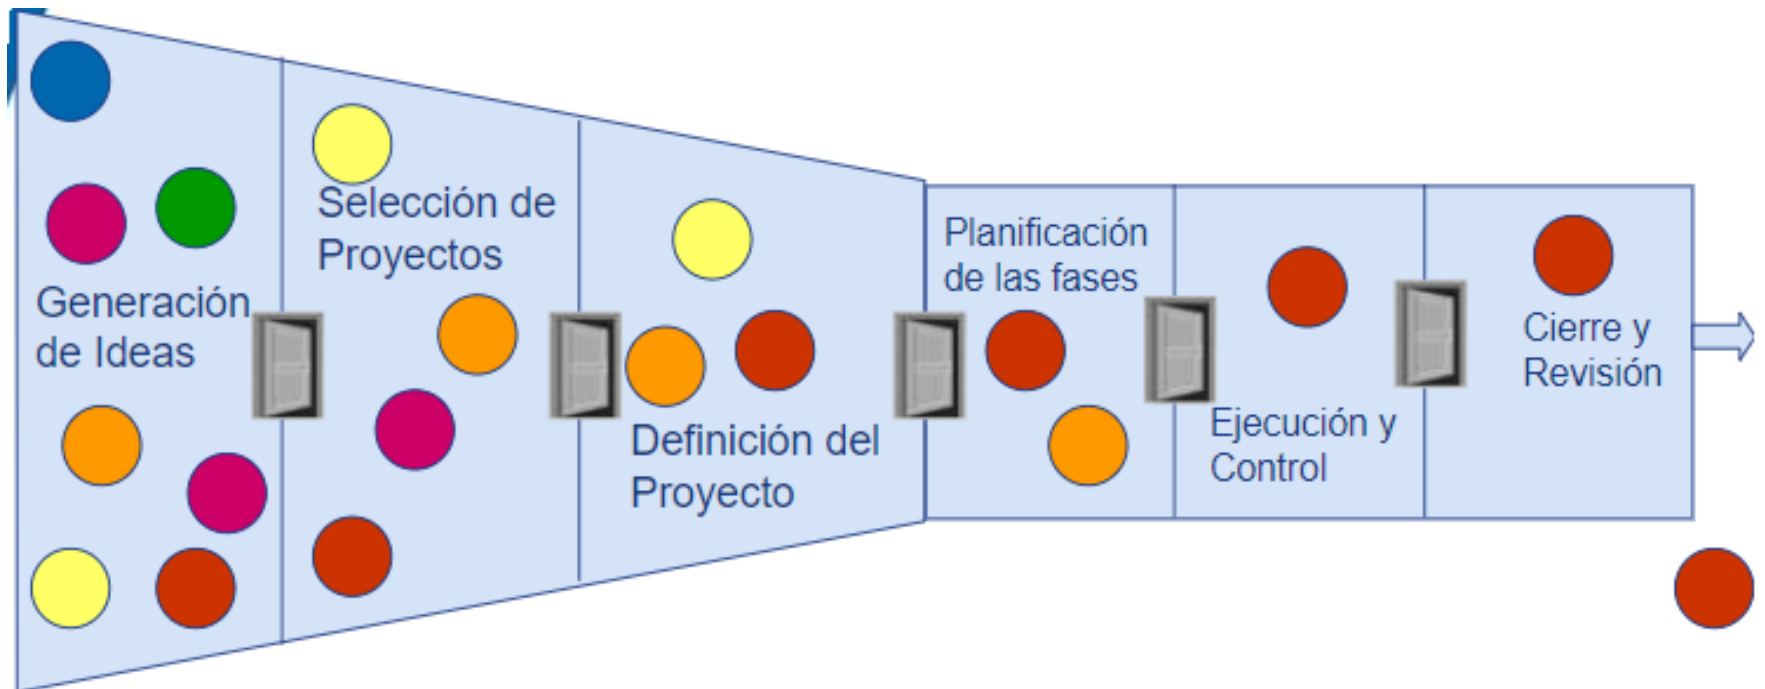 Generación
de Ideas
Selección de
Proyectos
Definición del
Proyecto
Planificación
de las fases
Ejecución y
Control
Cierre y
Revisión